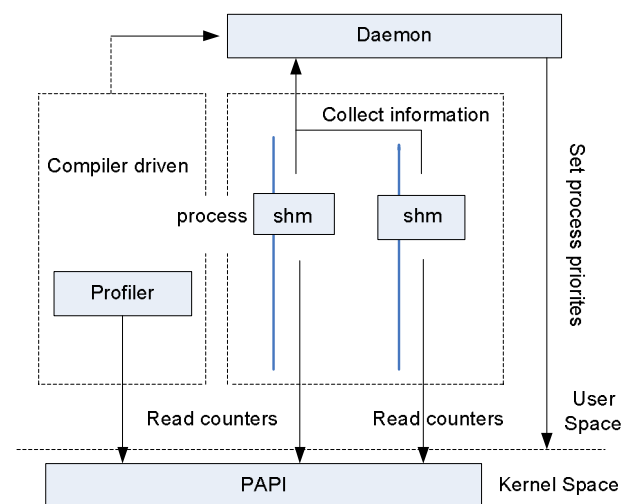 Daemon
Collect information
Compiler driven
process
shm
shm
Set process priorites
Profiler
Read counters
Read counters
User
Space
PAPI
Kernel Space